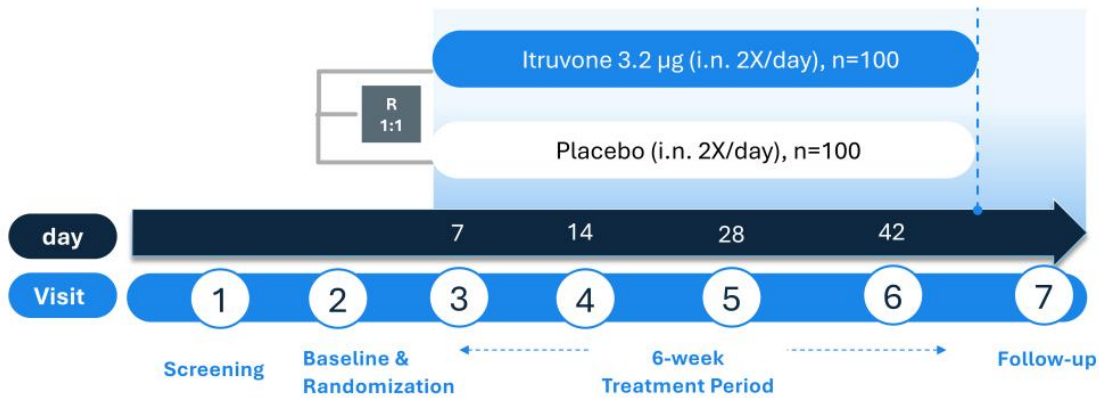 Itruvone 3.2 µg (i.n. 2X/day), n=100
R
1:1
Placebo (i.n. 2X/day), n=100
day
7
14
28
42
Visit
1
2
3
4
5
6
7
Screening
Baseline &
Randomization
6-week
Treatment Period
Follow-up